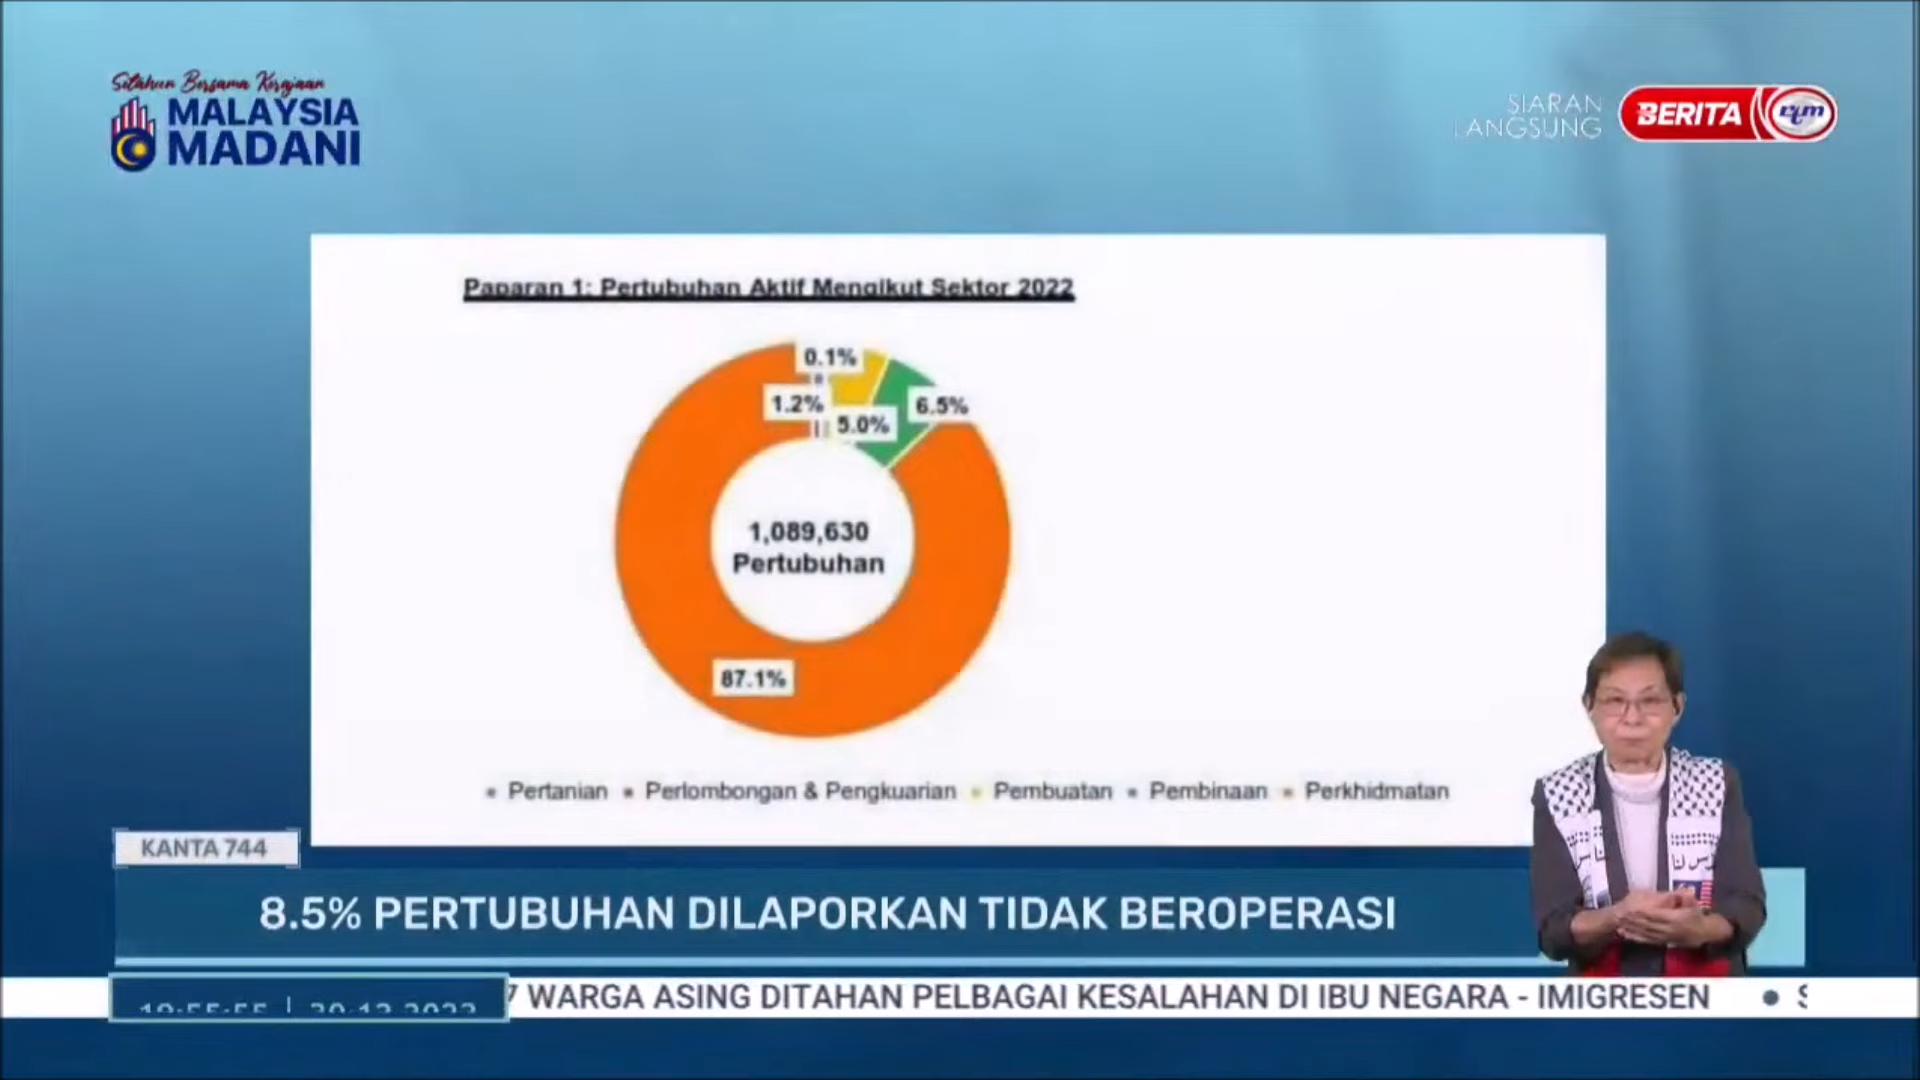 Setahun Bersama Kerajaan
MALAYSIA
MADANI
SIARAN
LANGSUNG
BERITA rtm
Paparan 1: Pertubuhan Aktif Mengikut Sektor 2022
0.1%
1.2%
5.0%
6.5%
1,089,630
Pertubuhan
87.1%
Pertanian Perlombongan & Pengkuarian Pembuatan Pembinaan Perkhidmatan
KANTA 744
8.5% PERTUBUHAN DILAPORKAN TIDAK BEROPERASI
WARGA ASING DITAHAN PELBAGAI KESALAHAN DI IBU NEGARA - IMIGRESEN •